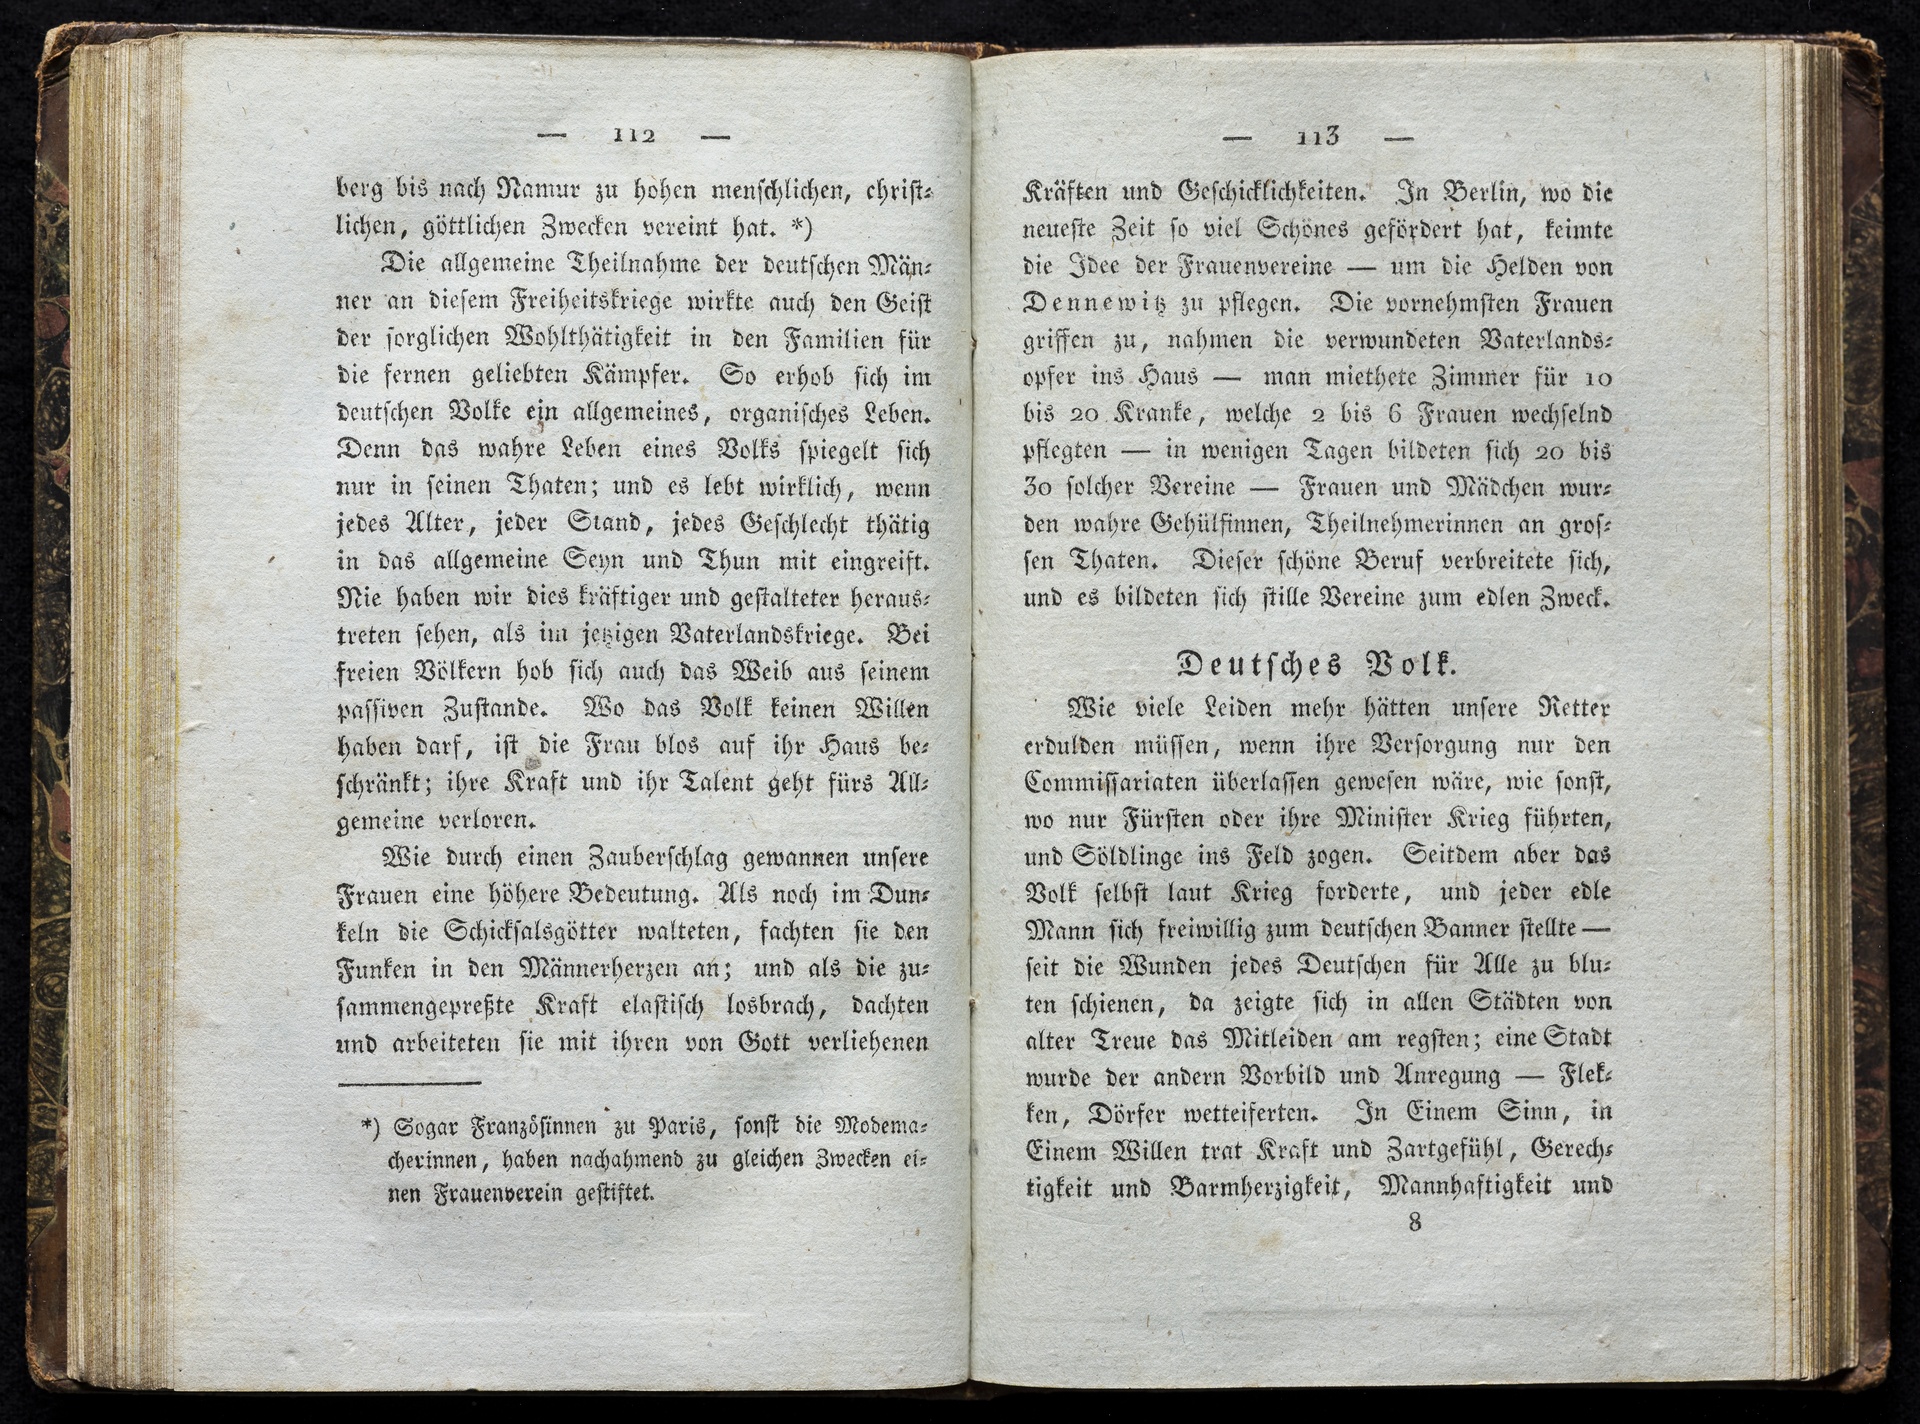 — 112 —
berg bis nach Namur zu hohen menschlichen, christ-
lichen, göttlichen Zwecken vereint hat. *)
Die allgemeine Theilnahme der deutschen Män-
ner an diesem Freiheitskriege wirkte auch den Geist
der sorglichen Wohlthätigkeit in den Familien für
die fernen geliebten Kämpfer. So erhob sich im
deutschen Volke ein allgemeines, organisches Leben.
Denn das wahre Leben eines Volks spiegelt sich
nur in seinen Thaten; und es lebt wirklich, wenn
jedes Alter, jeder Stand, jedes Geschlecht thätig
in das allgemeine Seyn und Thun mit eingreift.
Nie haben wir dies kräftiger und gestalteter heraus-
treten sehen, als im jetzigen Vaterlandskriege. Bei
freien Völkern hob sich auch das Weib aus seinem
passiven Zustande. Wo das Volk keinen Willen
haben darf, ist die Frau blos auf ihr Haus be-
schränkt; ihre Kraft und ihr Talent geht fürs All-
gemeine verloren.
Wie durch einen Zauberschlag gewannen unsere
Frauen eine höhere Bedeutung. Als noch im Dun-
keln die Schicksalsgötter walteten, fachten sie den
Funken in den Männerherzen an; und als die zu-
sammengepreßte Kraft elastisch losbrach, dachten
und arbeiteten sie mit ihren von Gott verliehenen
*) Sogar Französinnen zu Paris, sonst die Modema-
cherinnen, haben nachahmend zu gleichen Zwecken ei-
nen Frauenverein gestiftet.
— 113 —
Kräften und Geschicklichkeiten. In Berlin, wo die
neueste Zeit so viel Schönes gefördert hat, keimte
die Idee der Frauenvereine — um die Helden von
Dennewitz zu pflegen. Die vornehmsten Frauen
griffen zu, nahmen die verwundeten Vaterlands-
opfer ins Haus — man miethete Zimmer für 10
bis 20 Kranke, welche 2 bis 6 Frauen wechselnd
pflegten — in wenigen Tagen bildeten sich 20 bis
30 solcher Vereine — Frauen und Mädchen wur-
den wahre Gehülfinnen, Theilnehmerinnen an gros-
sen Thaten. Dieser schöne Beruf verbreitete sich,
und es bildeten sich stille Vereine zum edlen Zweck.
Deutsches Volk.
Wie viele Leiden mehr hätten unsere Retter
erdulden müssen, wenn ihre Versorgung nur den
Commissariaten überlassen gewesen wäre, wie sonst,
wo nur Fürsten oder ihre Minister Krieg führten,
und Söldlinge ins Feld zogen. Seitdem aber das
Volk selbst laut Krieg forderte, und jeder edle
Mann sich freiwillig zum deutschen Banner stellte —
seit die Wunden jedes Deutschen für Alle zu blu-
ten schienen, da zeigte sich in allen Städten von
alter Treue das Mitleiden am regsten; eine Stadt
wurde der andern Vorbild und Anregung — Flek-
ken, Dörfer wetteiferten. In Einem Sinn, in
Einem Willen trat Kraft und Zartgefühl, Gerech-
tigkeit und Barmherzigkeit, Mannhaftigkeit und
8